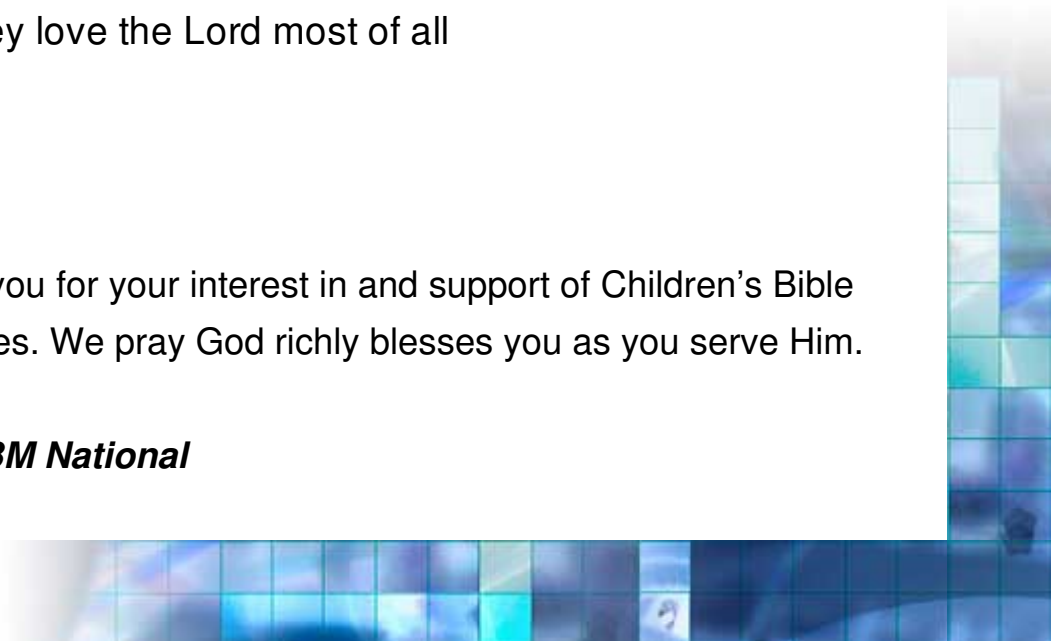 ey love the Lord most of all
you for your interest in and support of Children's Bible
es. We pray God richly blesses you as you serve Him.
BM National